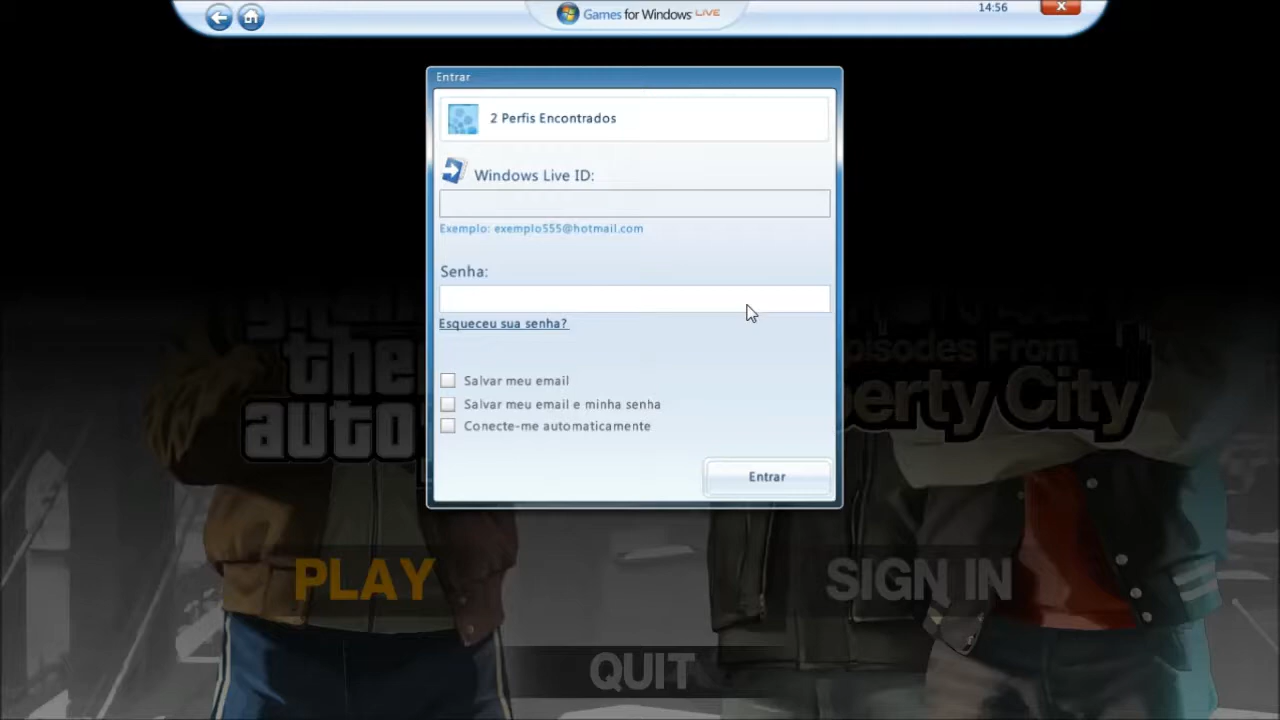 Games for Windows LIVE
14:56
Entrar
2 Perfis Encontrados
Windows Live ID:
Exemplo: exemplo555@hotmail.com
Senha:
Esqueceu sua senha?
Salvar meu email
Salvar meu email e minha senha
Conecte-me automaticamente
Entrar
the
auto
Episodes From
Liberty City
PLAY
SIGN IN
QUIT